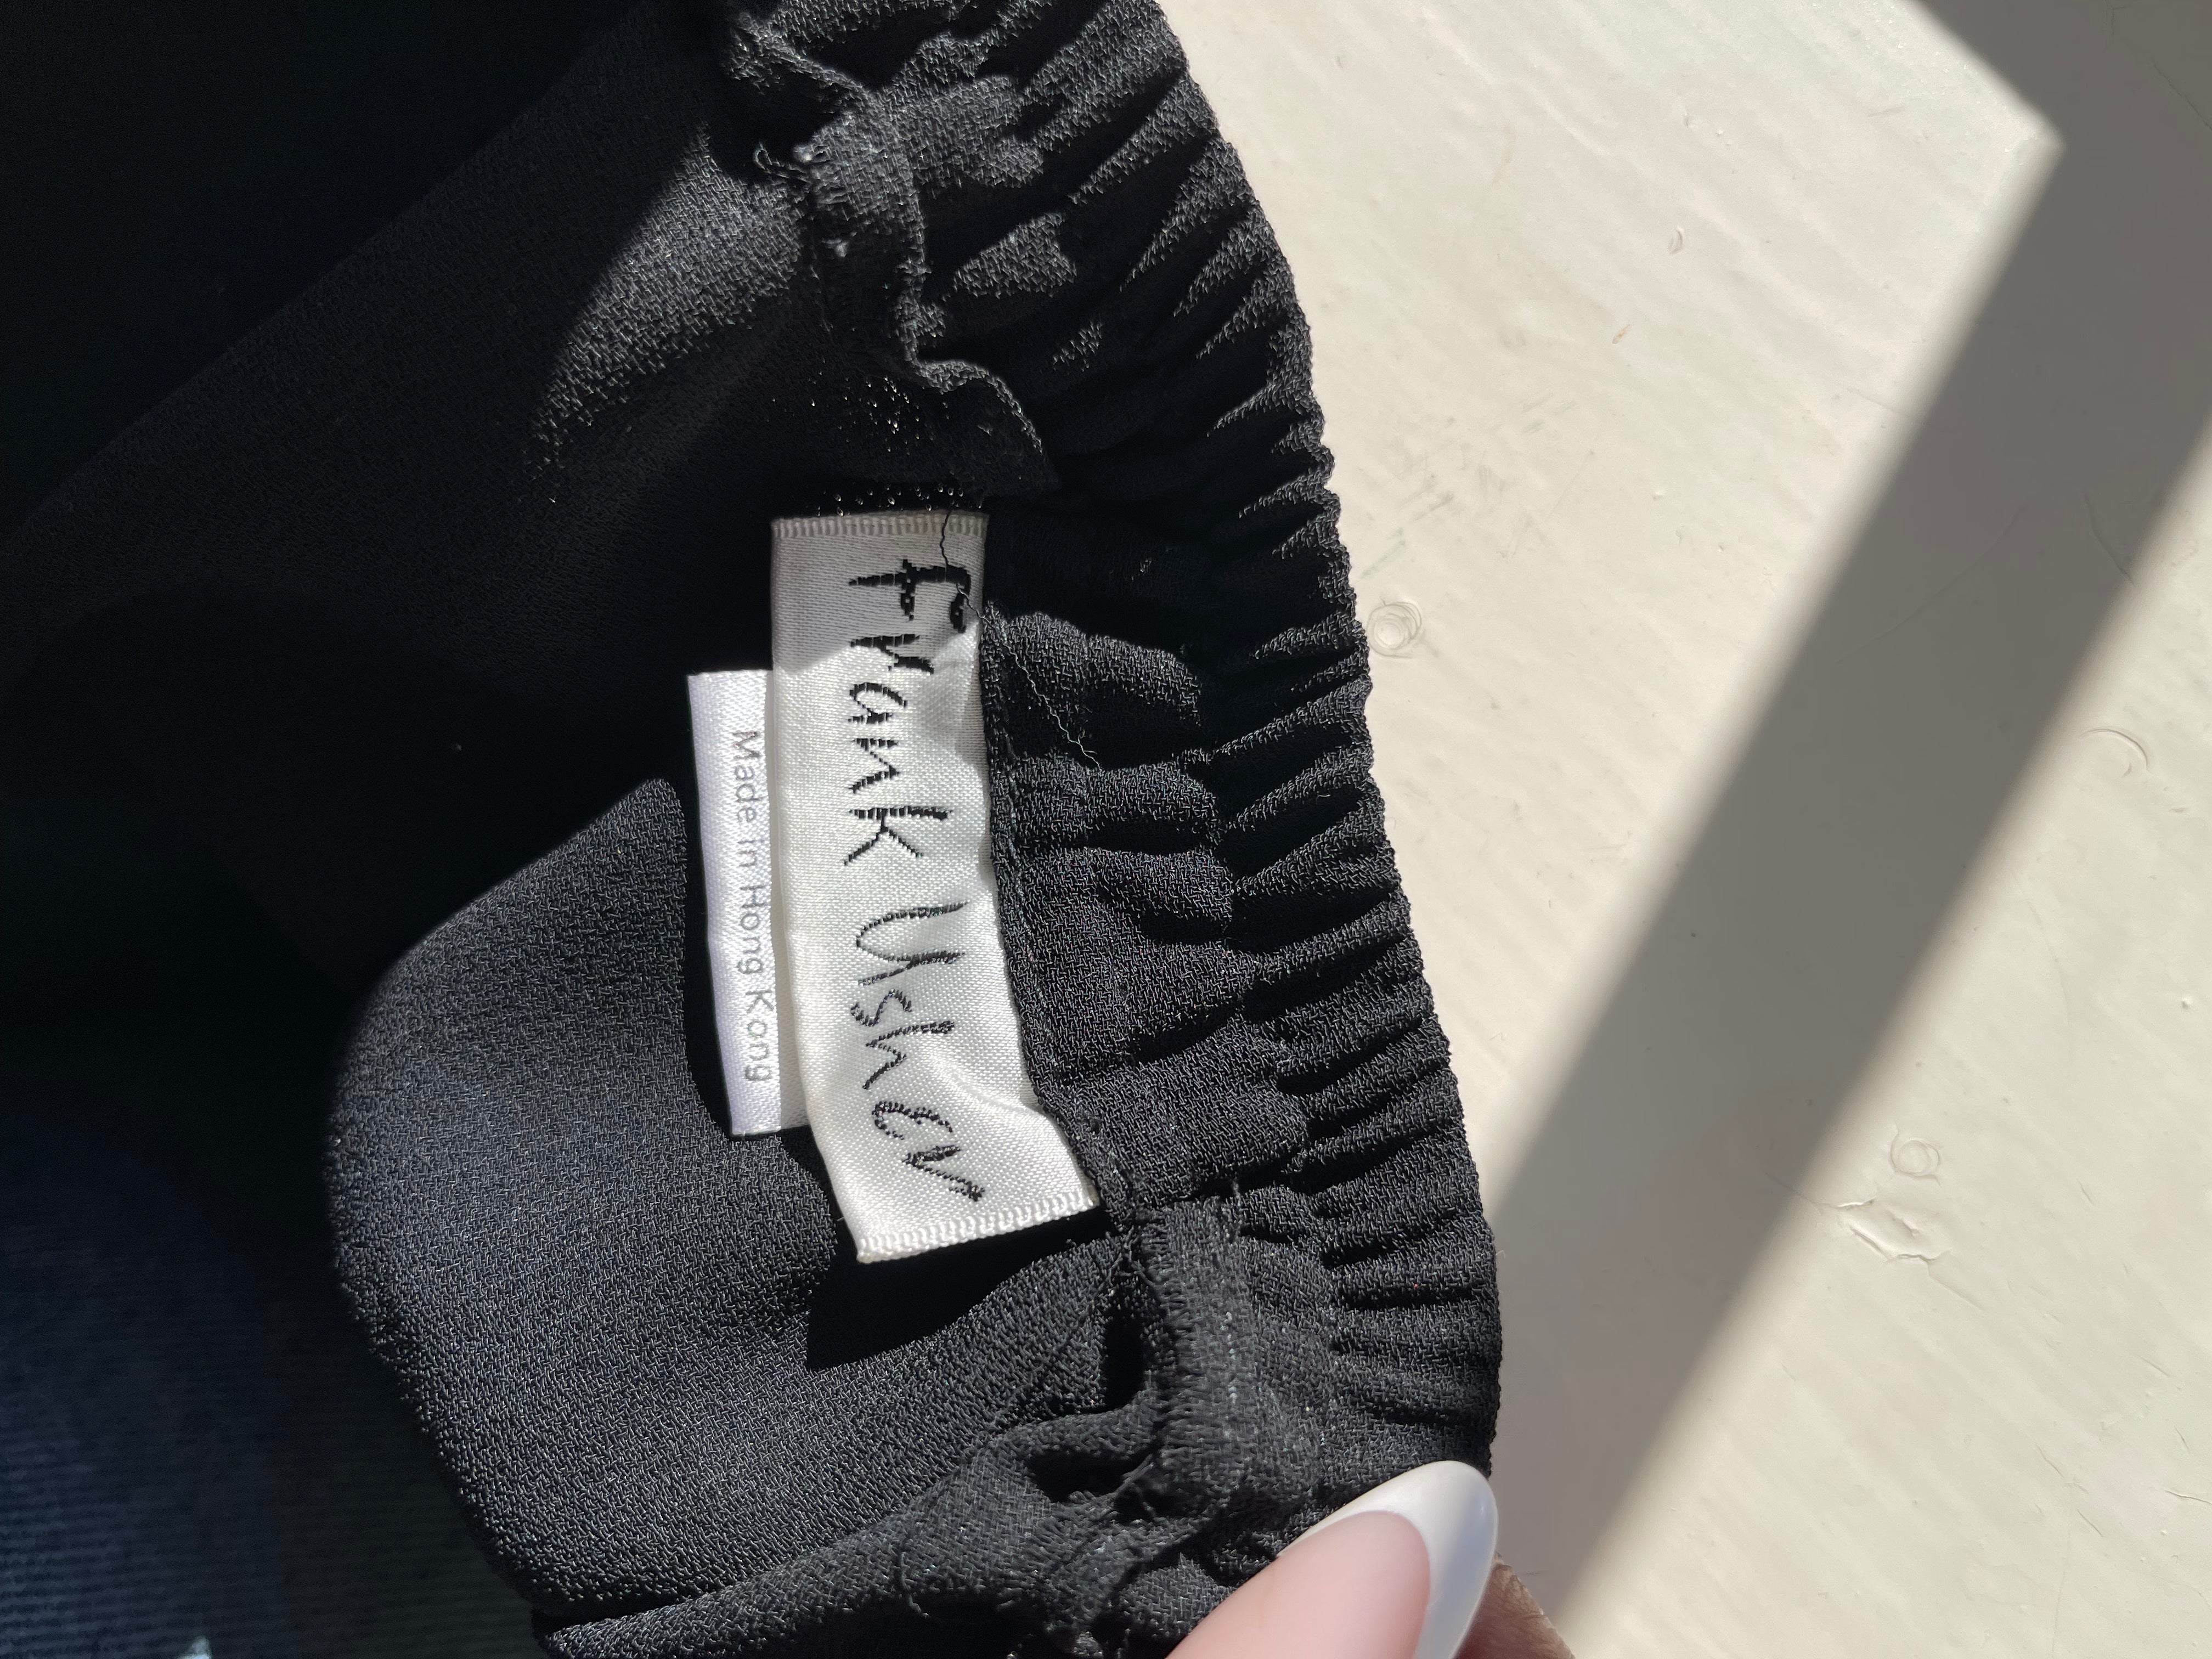 Frank Usher
Made in Hong Kong